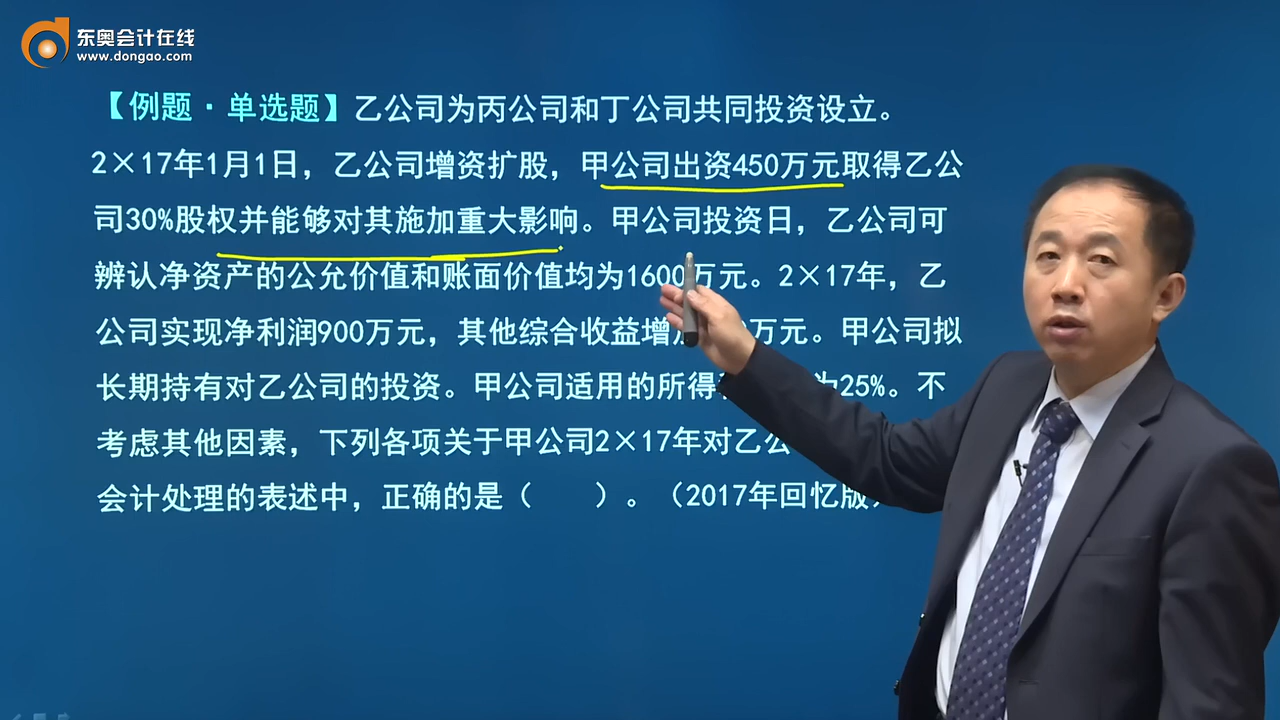 东奥会计在线
www.dongao.com
【例题·单选题】乙公司为丙公司和丁公司共同投资设立。
2×17年1月1日，乙公司增资扩股，甲公司出资450万元取得乙公
司30%股权并能够对其施加重大影响。甲公司投资日，乙公司可
辨认净资产的公允价值和账面价值均为1600万元。2×17年，乙
公司实现净利润900万元，其他综合收益增 万元。甲公司拟
长期持有对乙公司的投资。甲公司适用的所得 为25%。不
考虑其他因素，下列各项关于甲公司2×17年对乙公
会计处理的表述中，正确的是（ ）。（2017年回忆版